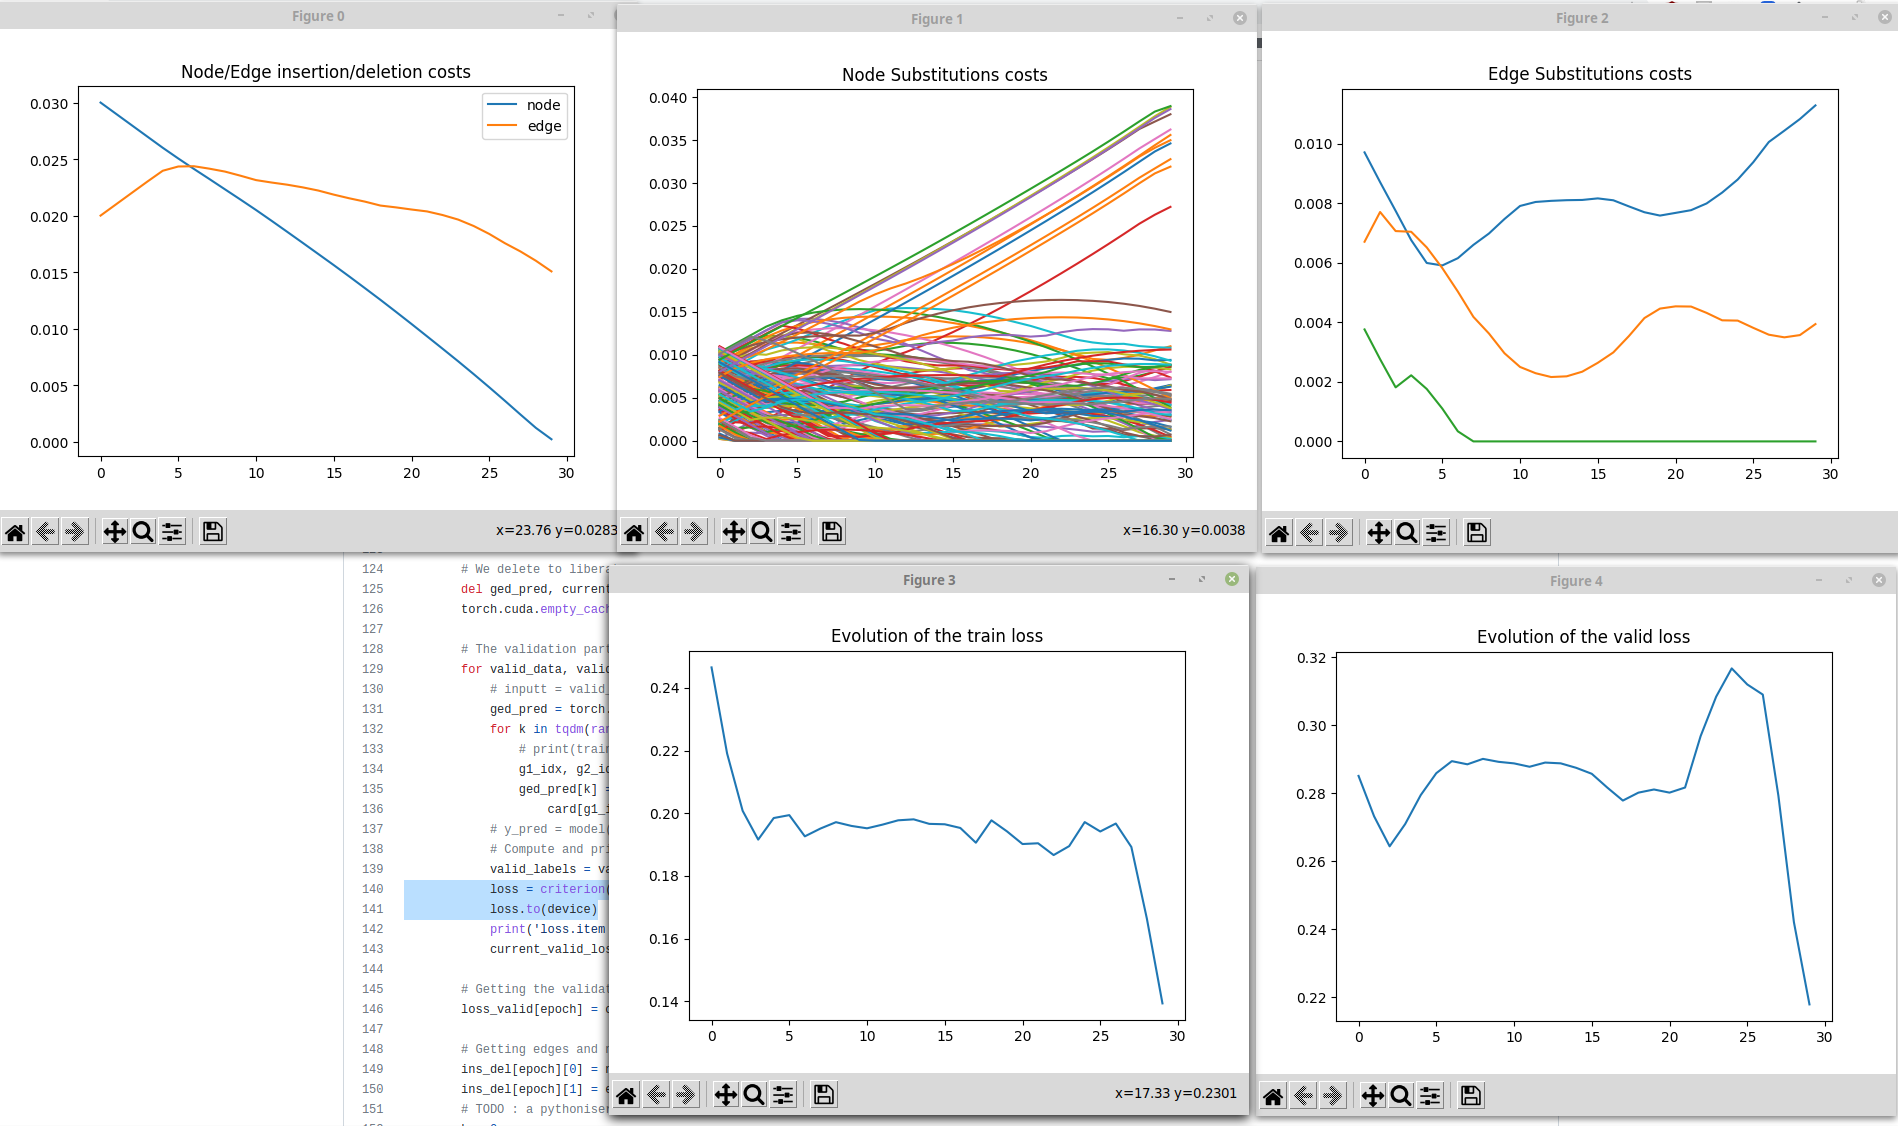 Figure 0
Node/Edge insertion/deletion costs
node
edge
0.030
0.025
0.020
0.015
0.010
0.005
0.000
0 5 10 15 20 25 30
x=23.76 y=0.0283
Figure 1
Node Substitutions costs
0.040
0.035
0.030
0.025
0.020
0.015
0.010
0.005
0.000
0 5 10 15 20 25 30
x=16.30 y=0.0038
Figure 2
Edge Substitutions costs
0.010
0.008
0.006
0.004
0.002
0.000
0 5 10 15 20 25 30
124 # We delete to libera
125 del ged_pred, current
126 torch.cuda.empty_cach
127
128 # The validation part
129 for valid_data, valid
130 # inputt = valid_
131 ged_pred = torch.
132 for k in tqdm(ran
133 # print(train
134 g1_idx, g2_id
135 ged_pred[k] =
136 card[g1_i
137 # y_pred = model(
138 # Compute and pri
139 valid_labels = va
140 loss = criterion(
141 loss.to(device)
142 print('loss.item
143 current_valid_los
144
145 # Getting the validat
146 loss_valid[epoch] = c
147
148 # Getting edges and n
149 ins_del[epoch][0] = n
150 ins_del[epoch][1] = e
151 # TODO : a pythoniser
Figure 3
Evolution of the train loss
0.24
0.22
0.20
0.18
0.16
0.14
0 5 10 15 20 25 30
x=17.33 y=0.2301
Figure 4
Evolution of the valid loss
0.32
0.30
0.28
0.26
0.24
0.22
0 5 10 15 20 25 30